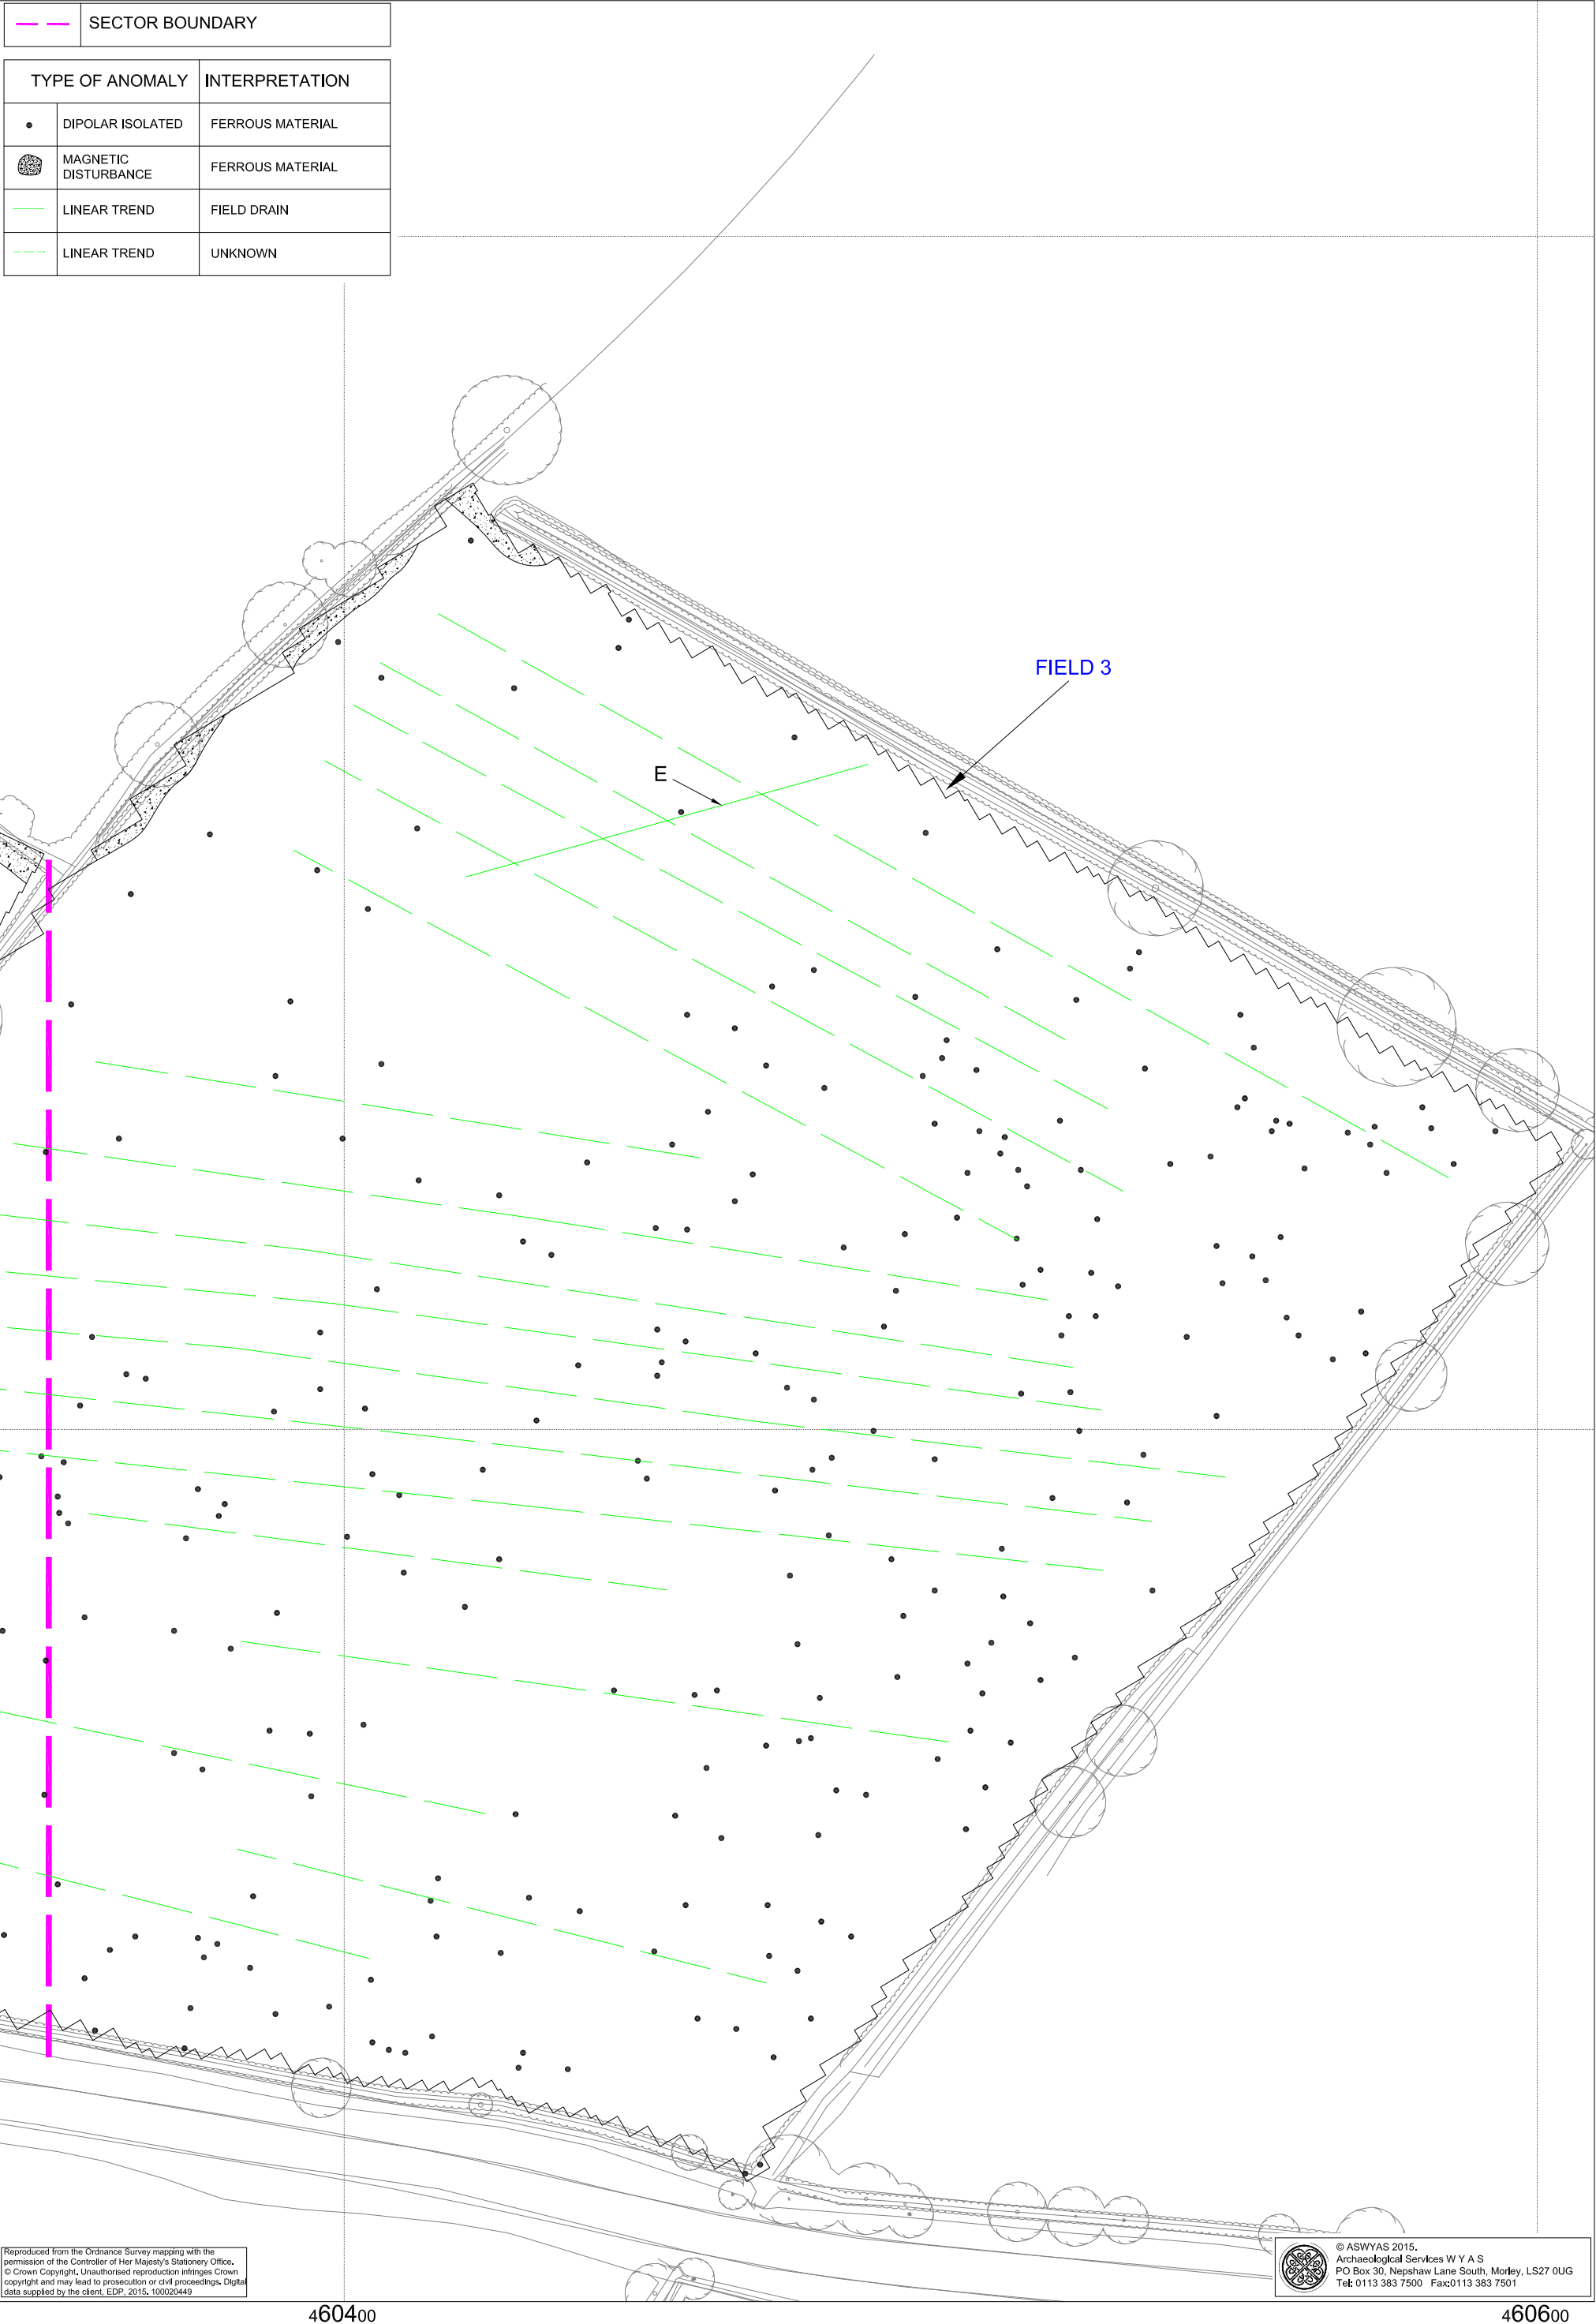 SECTOR BOUNDARY
TYPE OF ANOMALY INTERPRETATION
DIPOLAR ISOLATED FERROUS MATERIAL
MAGNETIC
DISTURBANCE FERROUS MATERIAL
LINEAR TREND FIELD DRAIN
LINEAR TREND UNKNOWN
FIELD 3
E
Reproduced from the Ordnance Survey mapping with the
permission of the Controller of Her Majesty's Stationery Office.
© Crown Copyright. Unauthorised reproduction infringes Crown
copyright and may lead to prosecution or civil proceedings. Digital
data supplied by the client, EDP, 2015. 100020449
© ASWYAS 2015.
Archaeological Services W Y A S
PO Box 30, Nepshaw Lane South, Morley, LS27 0UG
Tel: 0113 383 7500 Fax:0113 383 7501
460400 460600